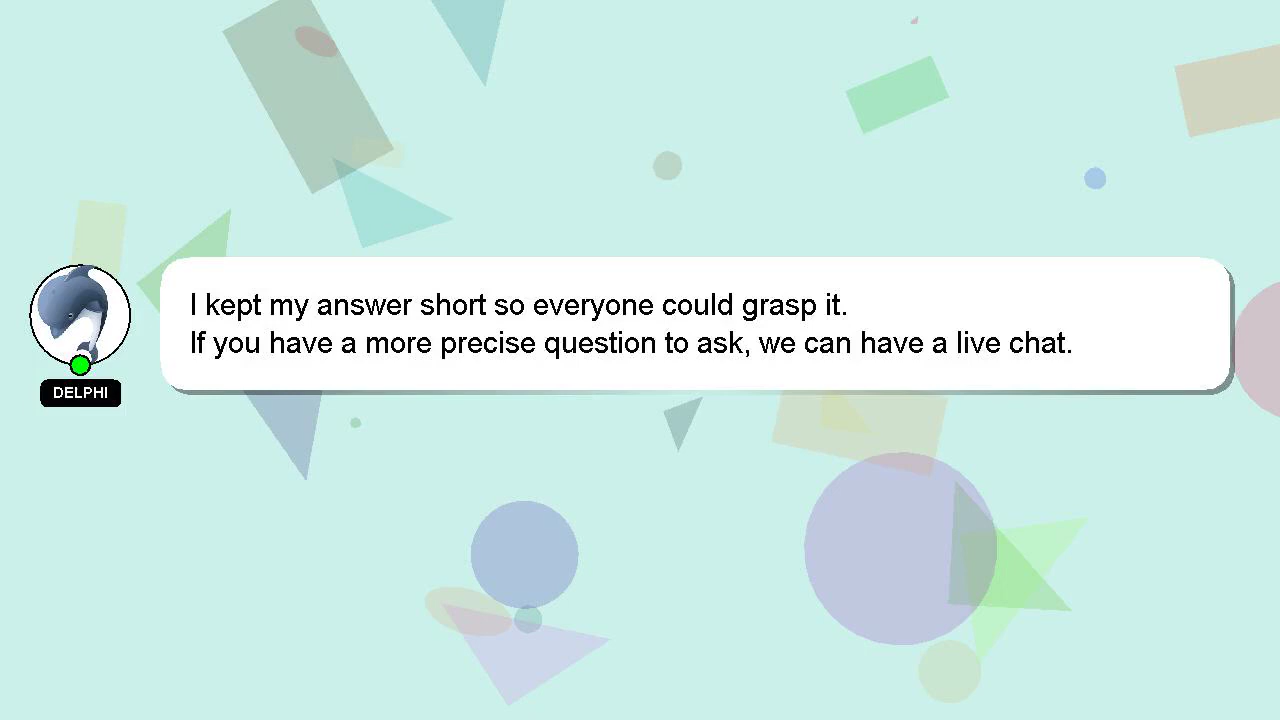 I kept my answer short so everyone could grasp it.
If you have a more precise question to ask, we can have a live chat.
DELPHI